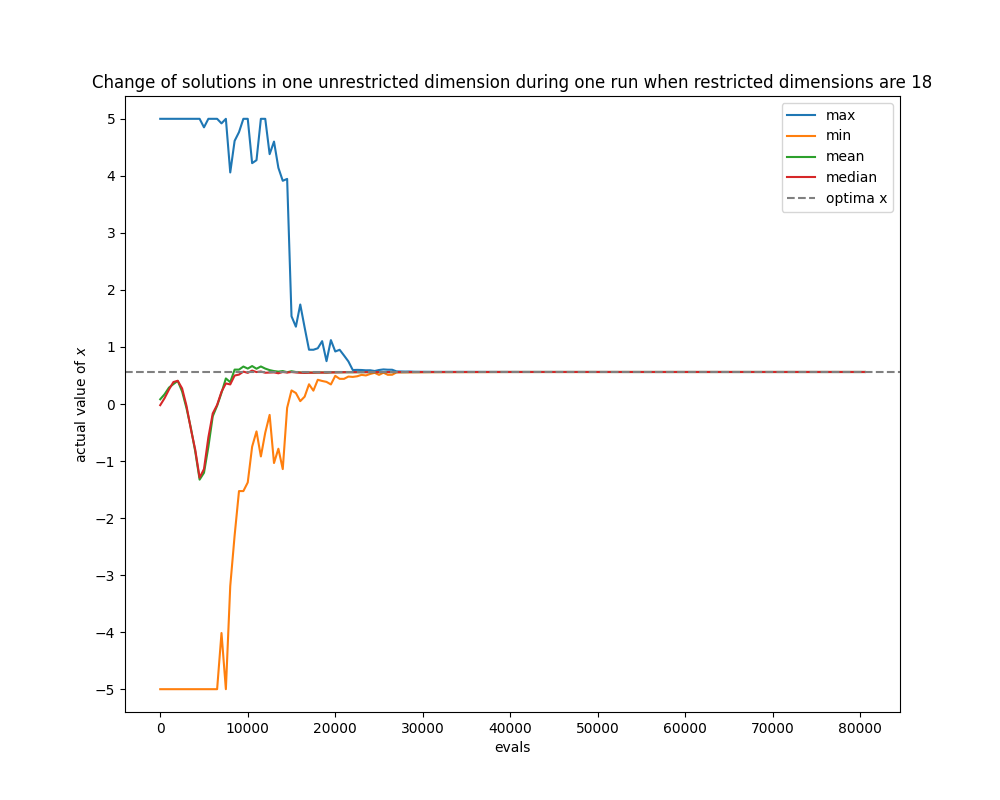 Change of solutions in one unrestricted dimension during one run when restricted dimensions are 18
max
min
mean
median
optima x
actual value of x
5
4
3
2
1
0
−1
−2
−3
−4
−5
0 10000 20000 30000 40000 50000 60000 70000 80000
evals